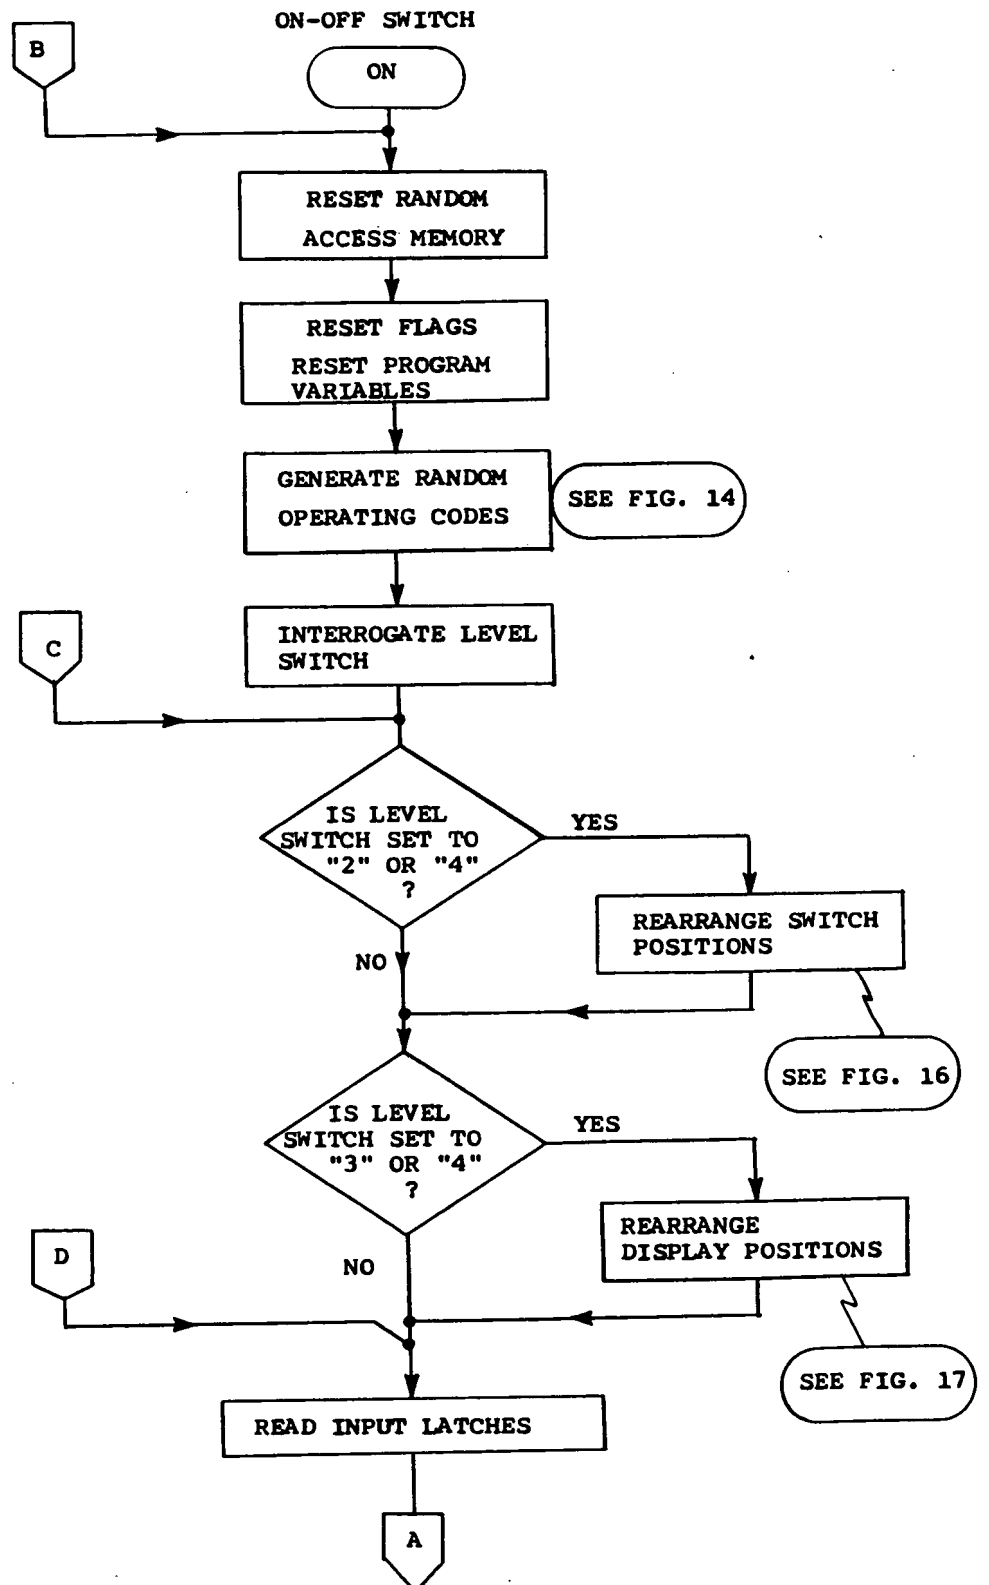 ON-OFF SWITCH
B
ON
RESET RANDOM
ACCESS MEMORY
RESET FLAGS
RESET PROGRAM
VARIABLES
GENERATE RANDOM
OPERATING CODES
SEE FIG. 14
INTERROGATE LEVEL
SWITCH
C
IS LEVEL
SWITCH SET TO
"2" OR "4"
?
YES
REARRANGE SWITCH
POSITIONS
NO
SEE FIG. 16
IS LEVEL
SWITCH SET TO
"3" OR "4"
?
YES
REARRANGE
DISPLAY POSITIONS
D
NO
SEE FIG. 17
READ INPUT LATCHES
A